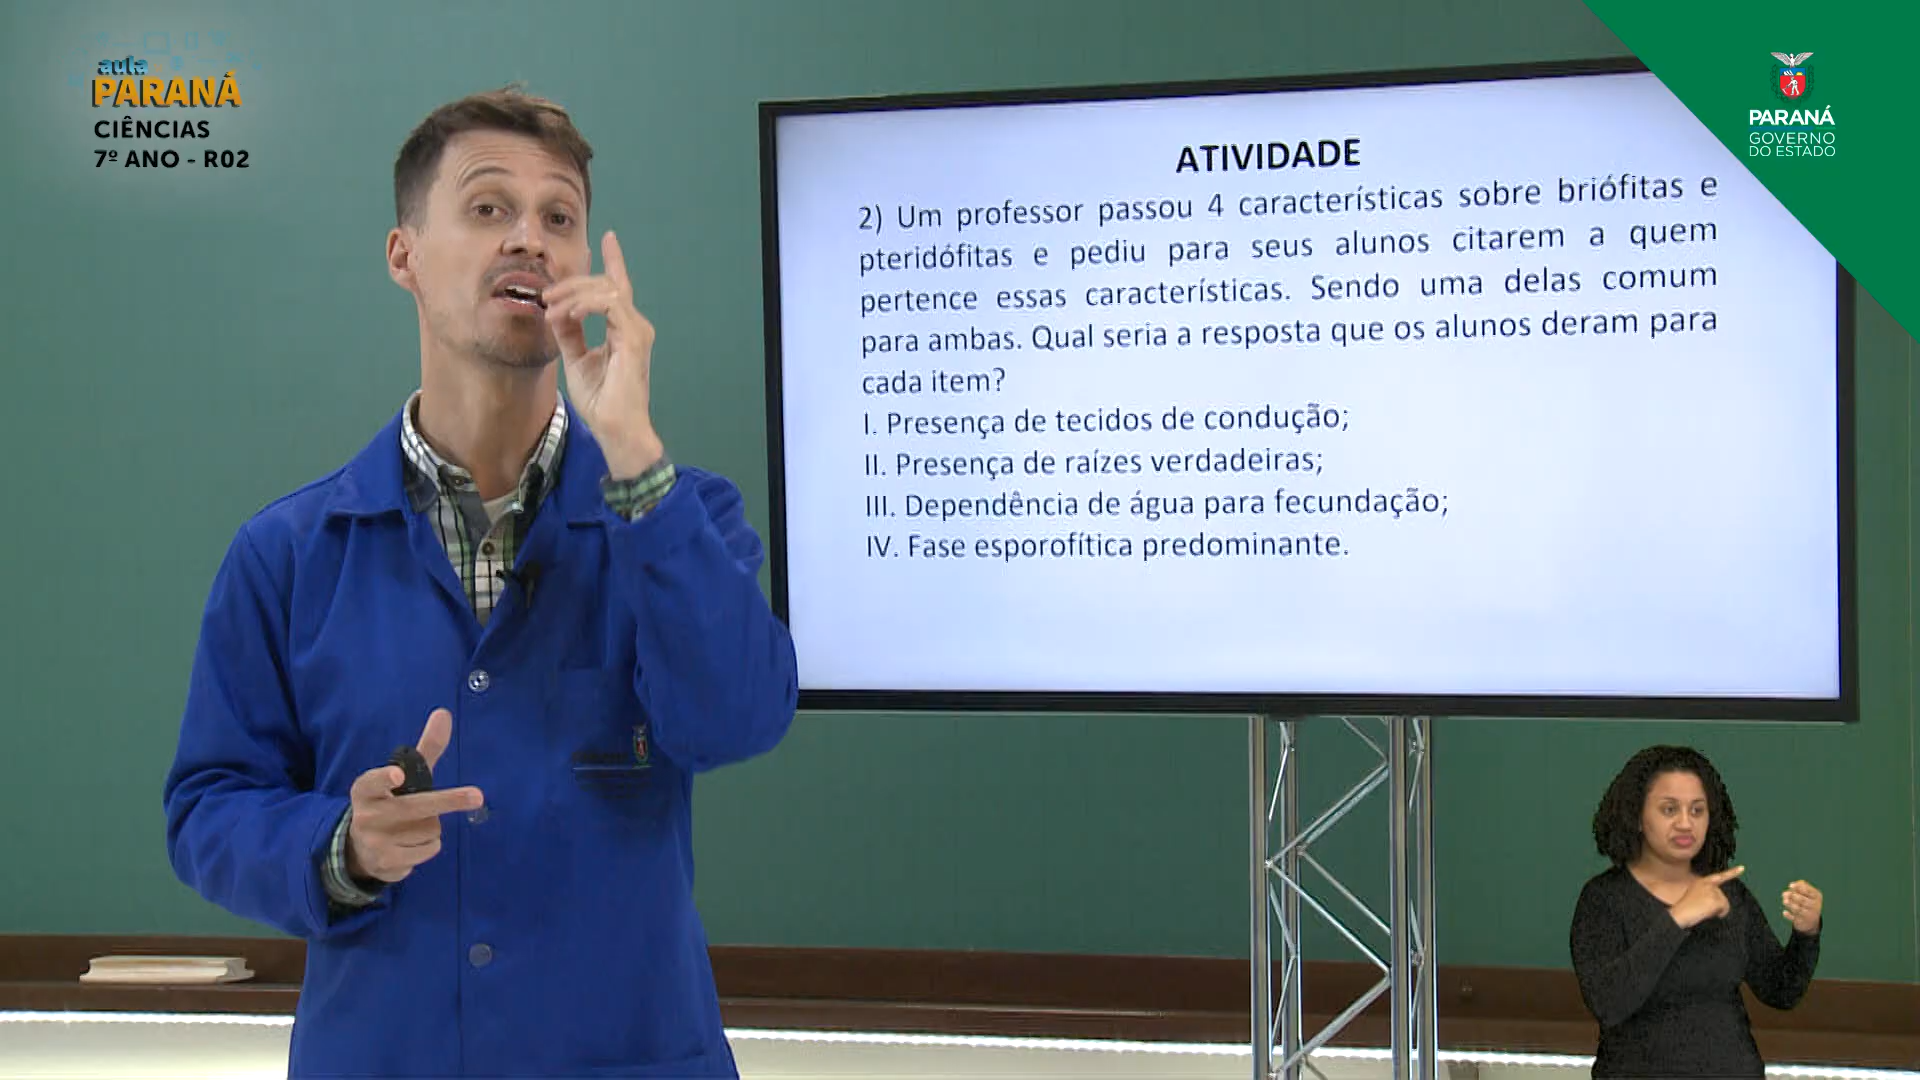 aula
PARANÁ
CIÊNCIAS
7º ANO - R02
PARANÁ
GOVERNO
DO ESTADO
ATIVIDADE
2) Um professor passou 4 características sobre briófitas e
pteridófitas e pediu para seus alunos citarem a quem
pertence essas características. Sendo uma delas comum
para ambas. Qual seria a resposta que os alunos deram para
cada item?
I. Presença de tecidos de condução;
II. Presença de raízes verdadeiras;
III. Dependência de água para fecundação;
IV. Fase esporofítica predominante.